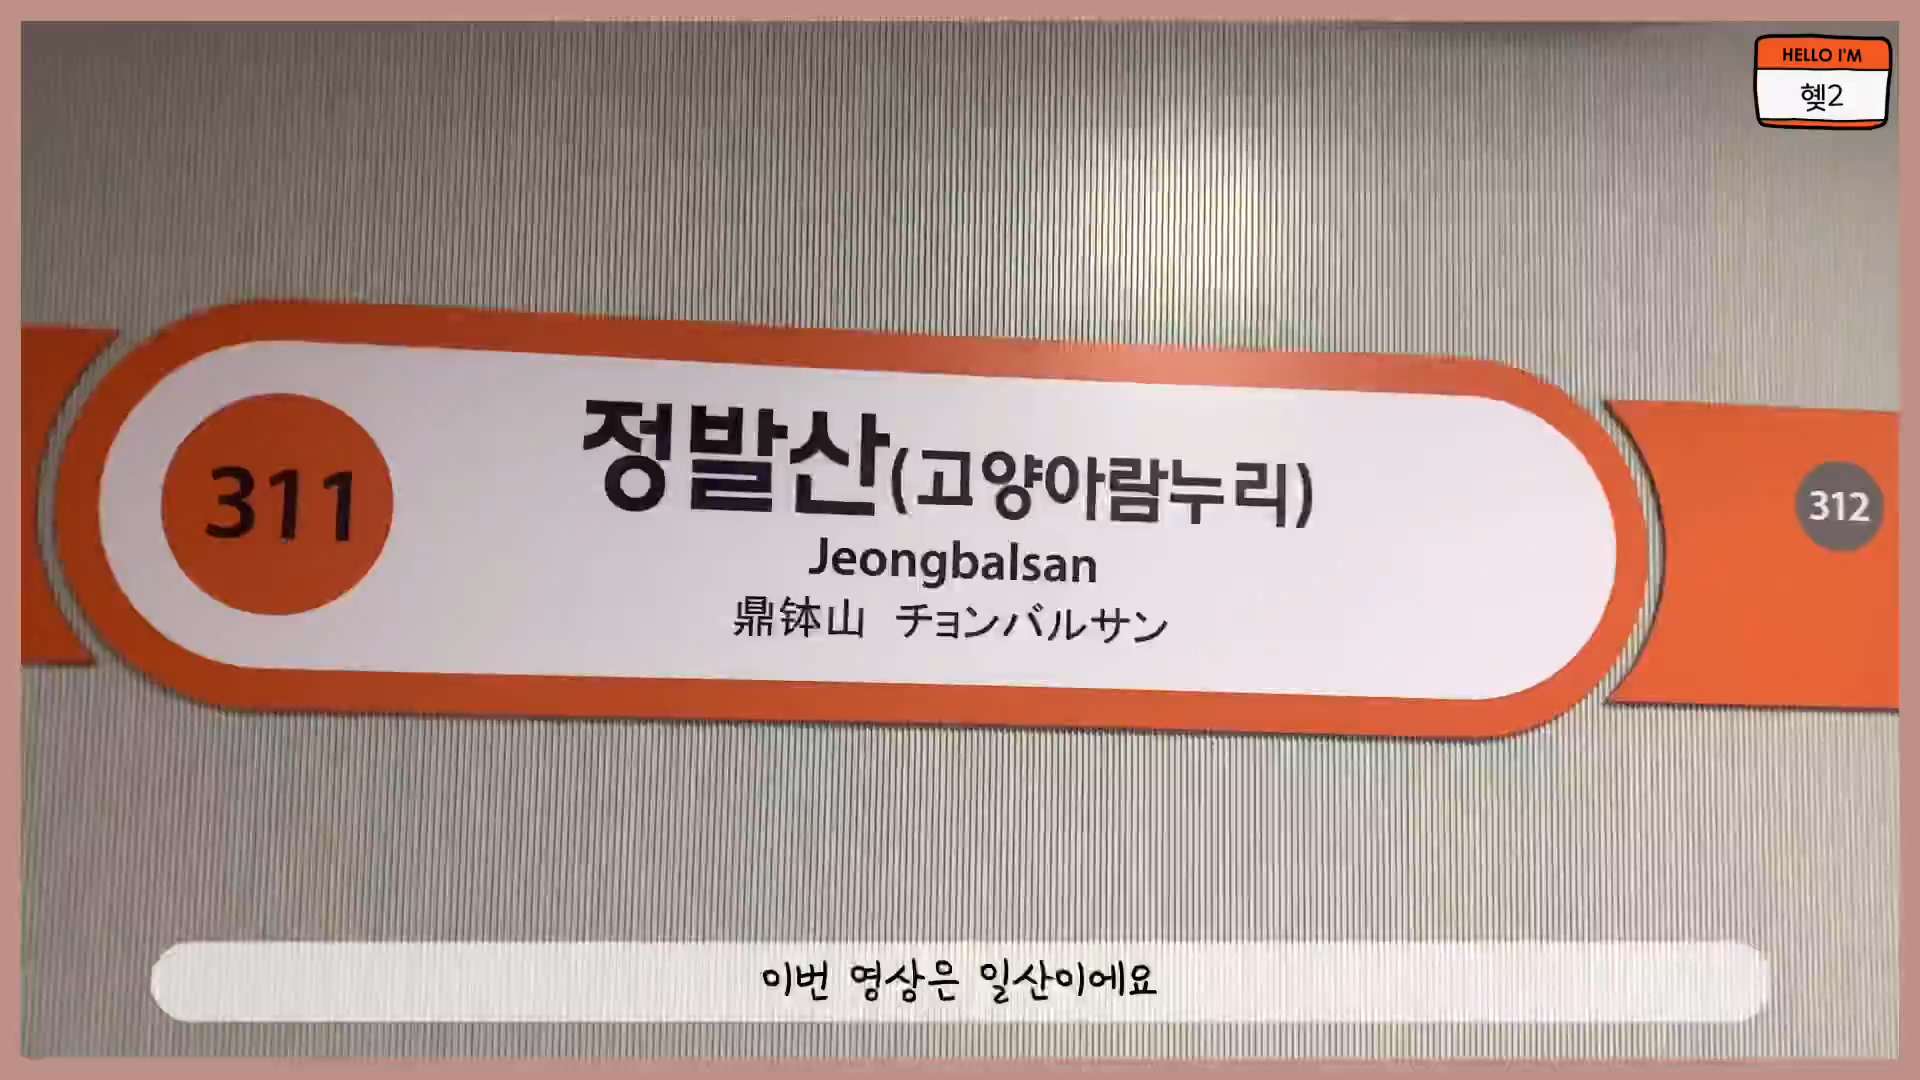 HELLO I'M
혲2
311
정발산(고양아람누리)
Jeongbalsan
鼎钵山 チョンバルサン
312
이번 영상은 일산이에요